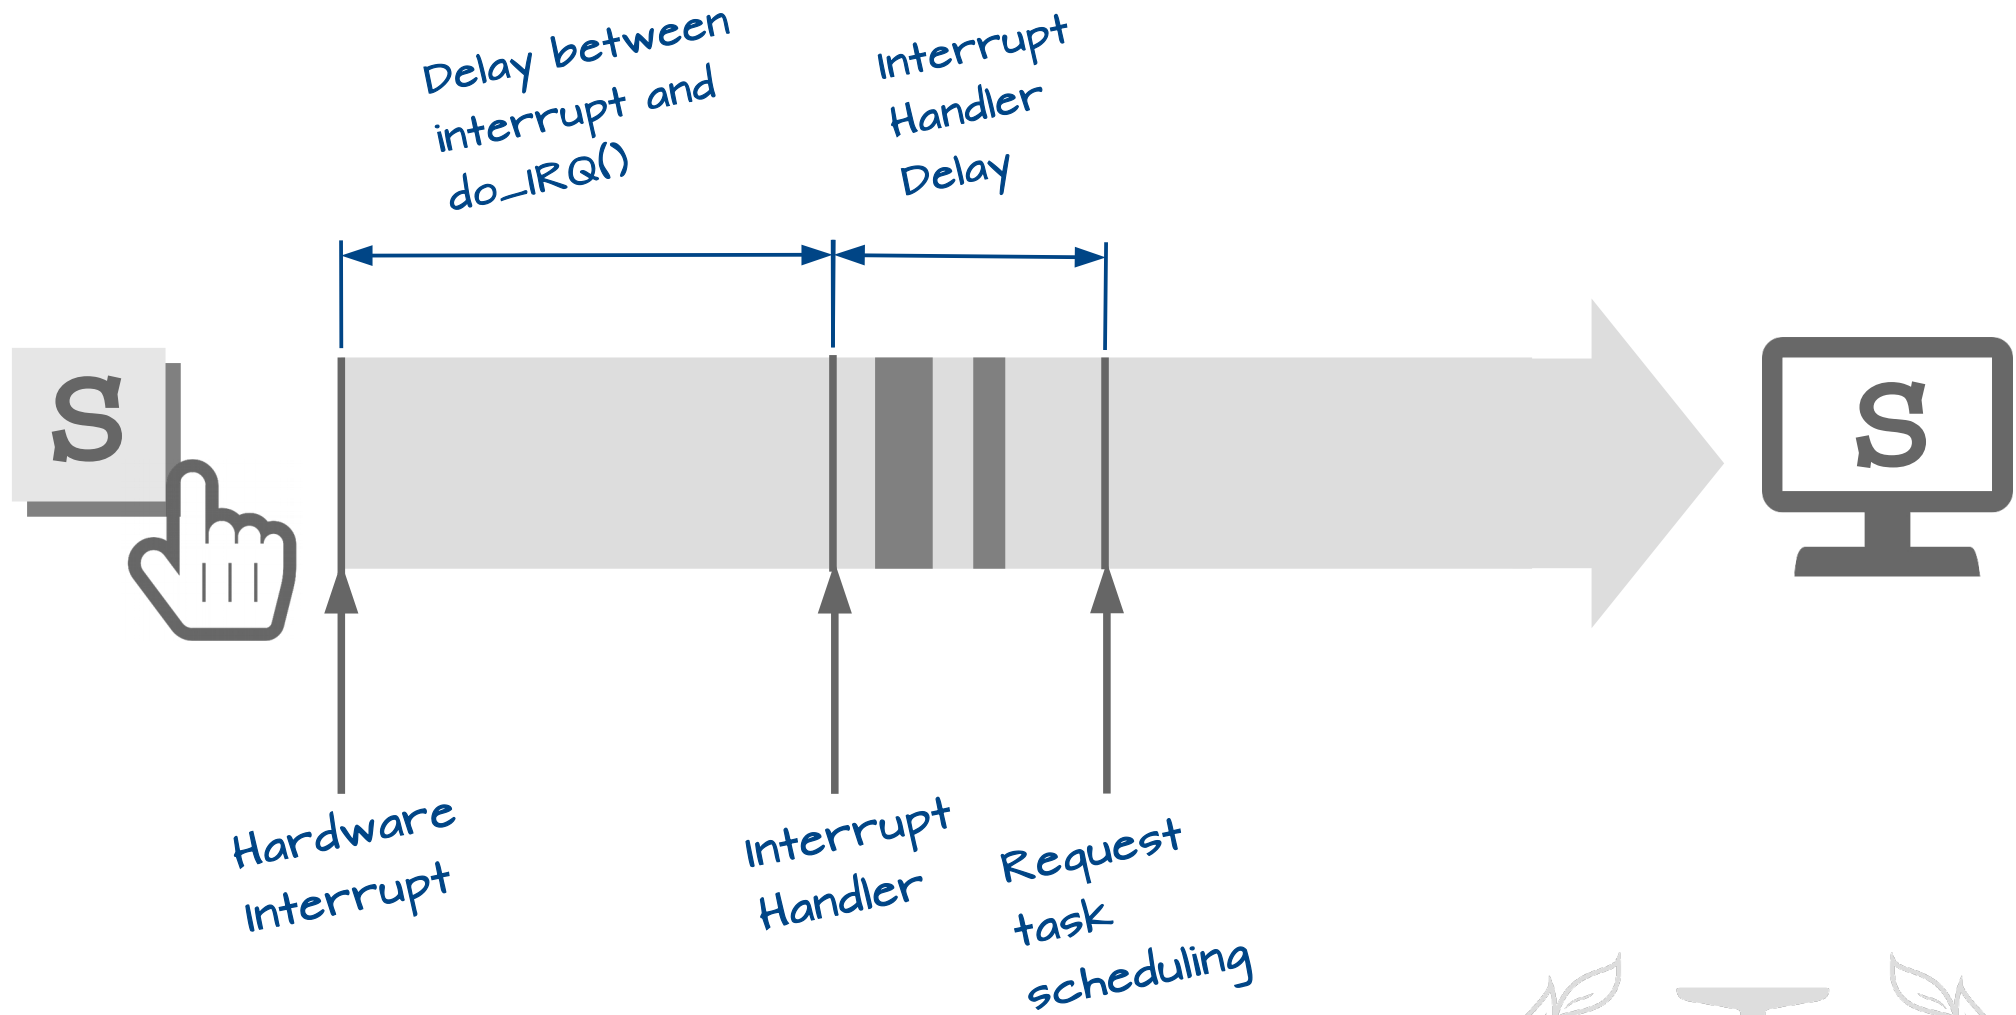 Delay between
interrupt and
do_IRQ()
Interrupt
Handler
Delay
S
S
Hardware
Interrupt
Interrupt
Handler
Request
task
scheduling